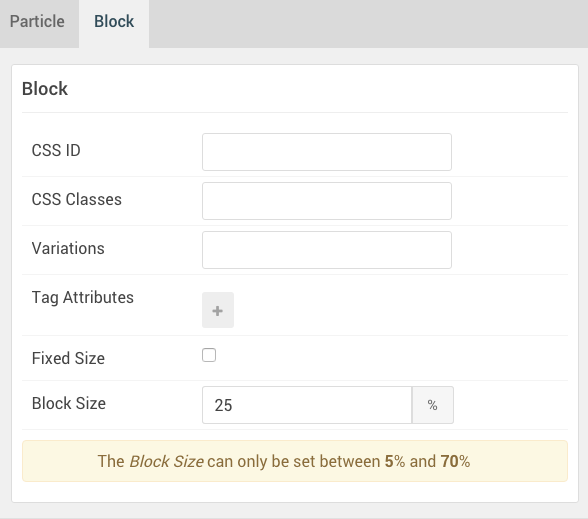 Particle Block
Block
CSS ID
CSS Classes
Variations
Tag Attributes
+
Fixed Size
Block Size 25 %
The Block Size can only be set between 5% and 70%